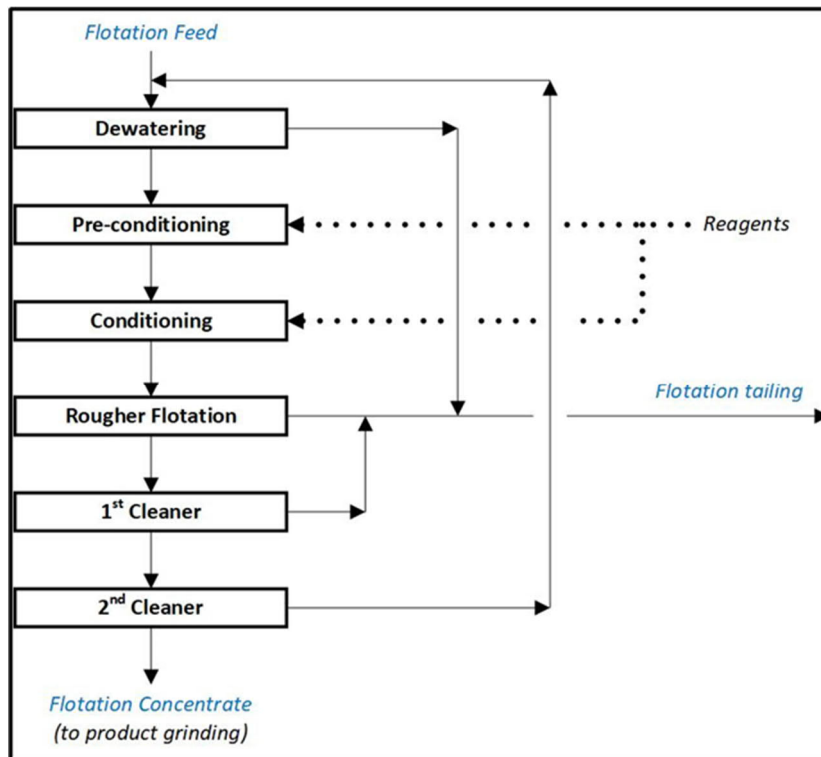 Flotation Feed
Dewatering
Pre-conditioning
Reagents
Conditioning
Flotation tailing
Rougher Flotation
1st Cleaner
2nd Cleaner
Flotation Concentrate
(to product grinding)